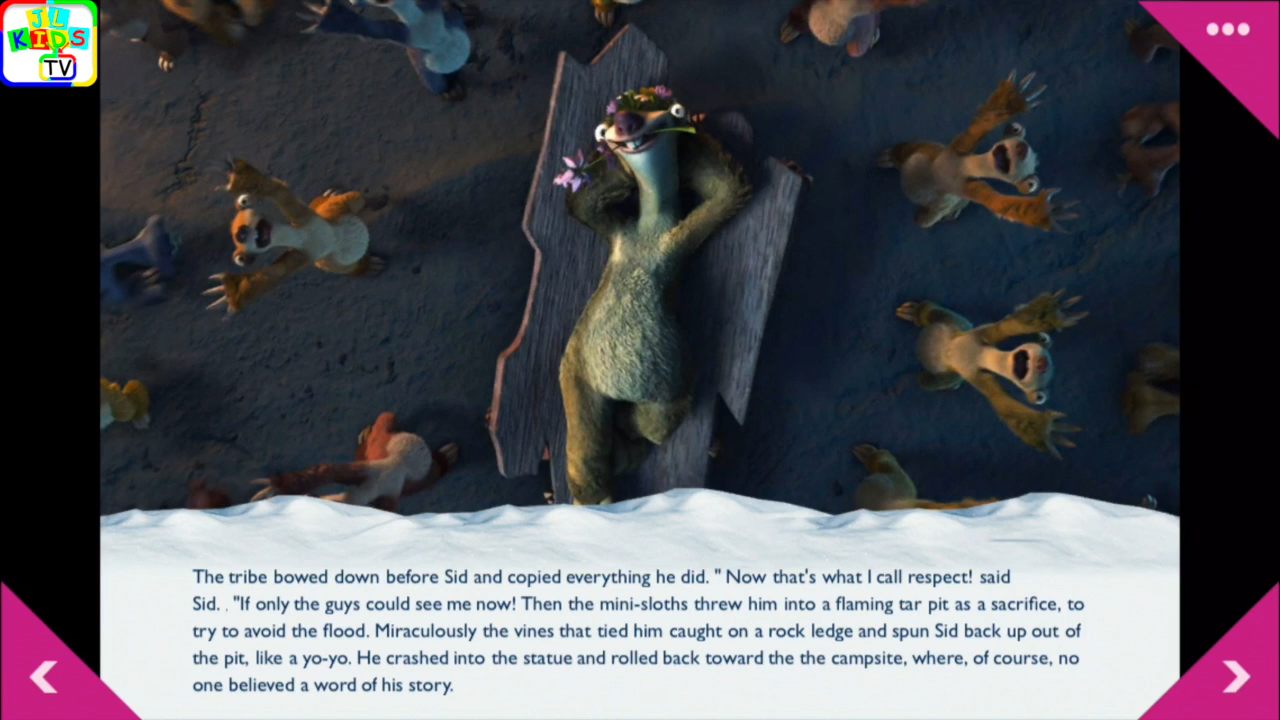 JL
KIDS
TV
The tribe bowed down before Sid and copied everything he did. " Now that's what I call respect! said
Sid. . "If only the guys could see me now! Then the mini-sloths threw him into a flaming tar pit as a sacrifice, to
try to avoid the flood. Miraculously the vines that tied him caught on a rock ledge and spun Sid back up out of
the pit, like a yo-yo. He crashed into the statue and rolled back toward the the campsite, where, of course, no
one believed a word of his story.